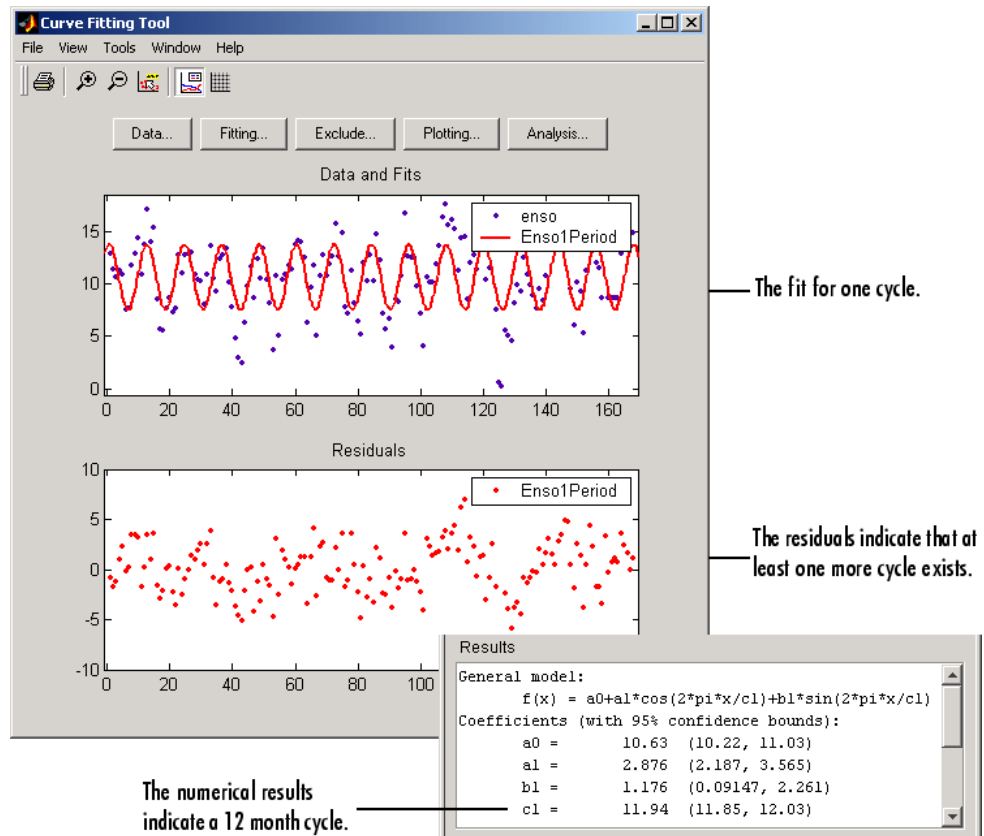 Curve Fitting Tool
File View Tools Window Help
Data... Fitting... Exclude... Plotting... Analysis...
Data and Fits
enso
Enso1Period
15
10
5
0
0 20 40 60 80 100 120 140 160
The fit for one cycle.
Residuals
Enso1Period
10
5
0
-5
-10
0 20 40 60 80 100
The residuals indicate that at
least one more cycle exists.
Results
General model:
f(x) = a0+a1*cos(2*pi*x/c1)+b1*sin(2*pi*x/c1)
Coefficients (with 95% confidence bounds):
a0 = 10.63 (10.22, 11.03)
a1 = 2.876 (2.187, 3.565)
b1 = 1.176 (0.09147, 2.261)
c1 = 11.94 (11.85, 12.03)
The numerical results
indicate a 12 month cycle.